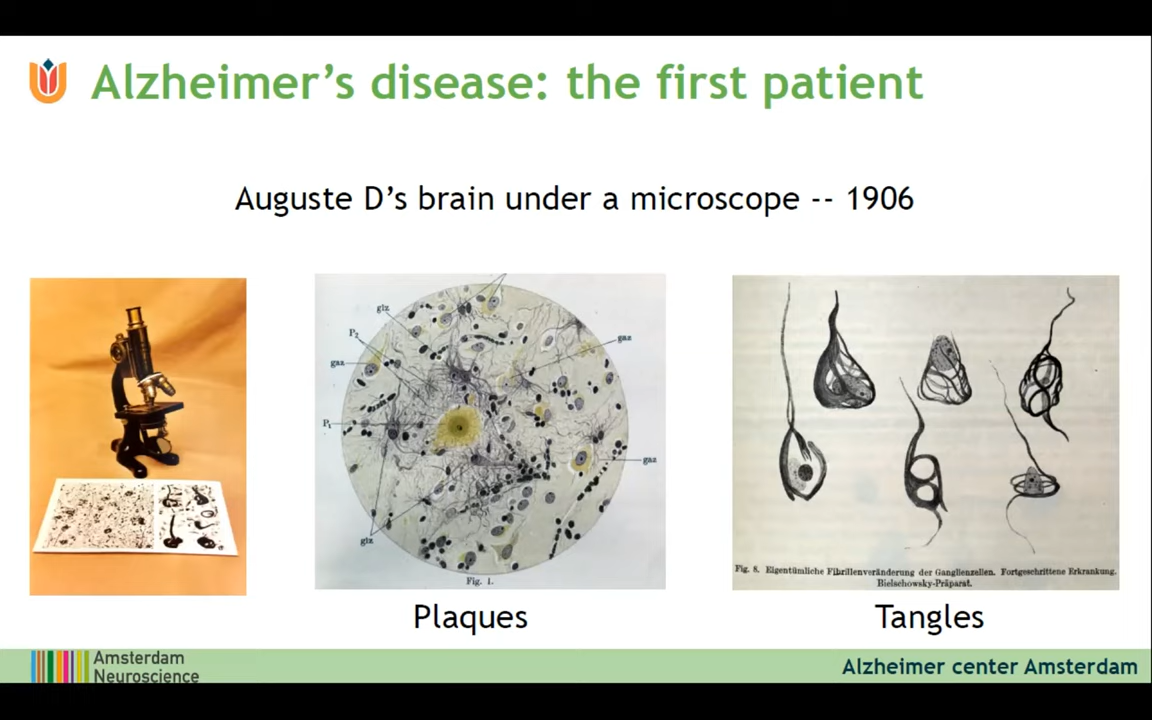 Alzheimer’s disease: the first patient
Auguste D’s brain under a microscope -- 1906
glz
P₂
gaz
gaz
P₁
gaz
glz
Fig. 1.
Fig. 8. Eigentümliche Fibrillenveränderung der Ganglienzellen. Fortgeschrittene Erkrankung.
Bielschowsky-Präparat.
Plaques
Tangles
Amsterdam
Neuroscience
Alzheimer center Amsterdam